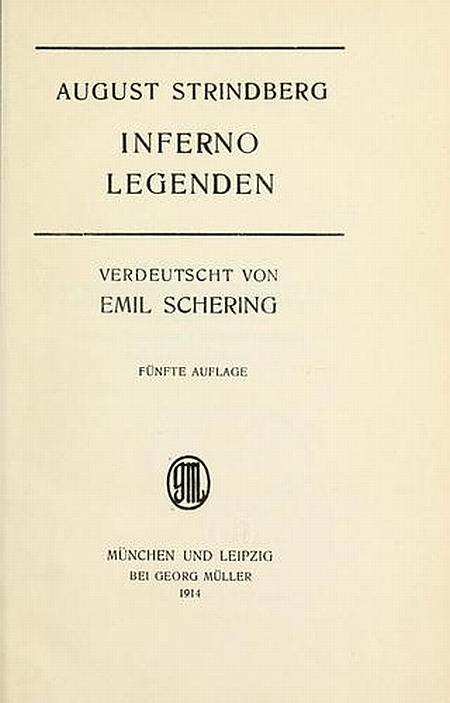 AUGUST STRINDBERG
INFERNO
LEGENDEN
VERDEUTSCHT VON
EMIL SCHERING
FÜNFTE AUFLAGE
GM
MÜNCHEN UND LEIPZIG
BEI GEORG MÜLLER
1914